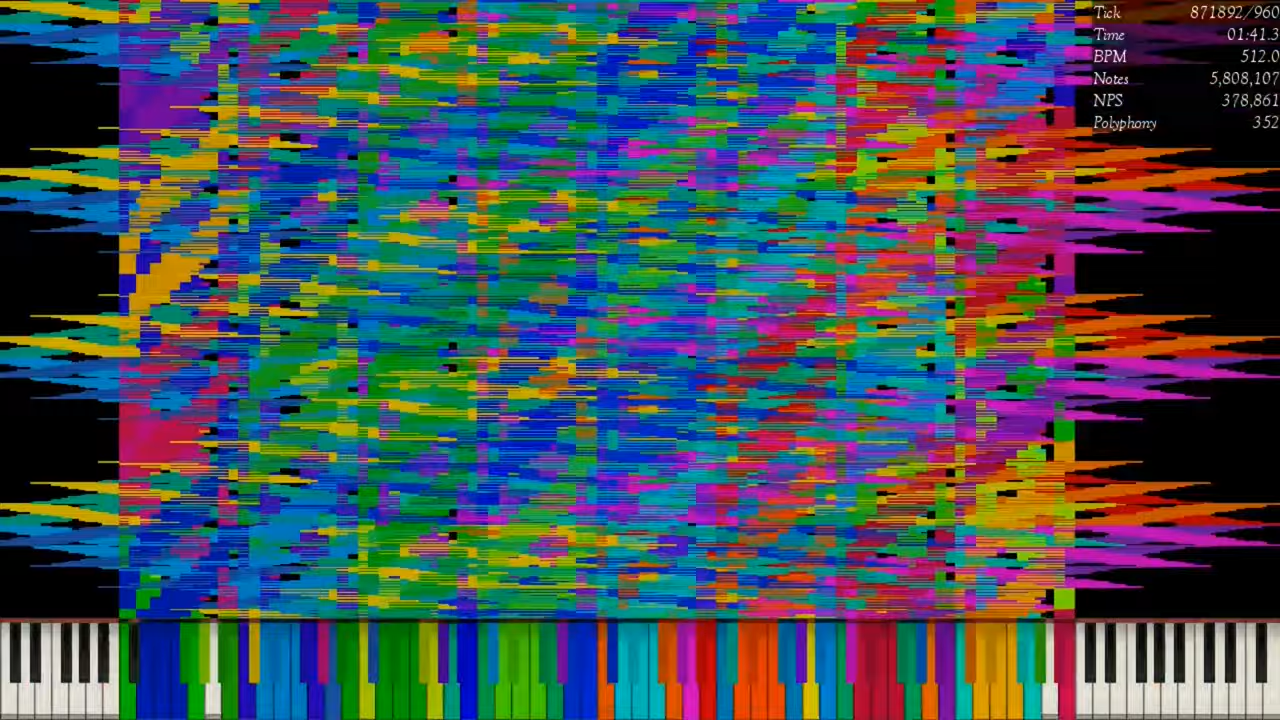 Tick 871892/960
Time 01:41.3
BPM 512.0
Notes 5,808,107
NPS 378,861
Polyphony 352